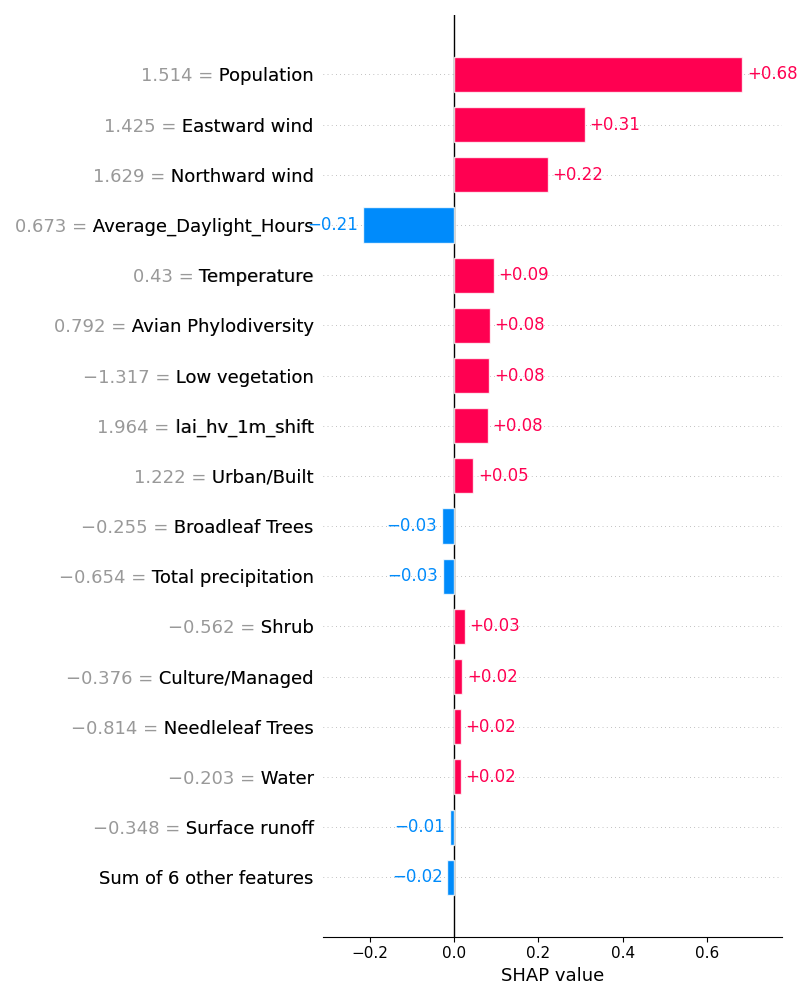 1.514 = Population +0.68
1.425 = Eastward wind +0.31
1.629 = Northward wind +0.22
0.673 = Average_Daylight_Hours −0.21
0.43 = Temperature +0.09
0.792 = Avian Phylodiversity +0.08
−1.317 = Low vegetation +0.08
1.964 = lai_hv_1m_shift +0.08
1.222 = Urban/Built +0.05
−0.255 = Broadleaf Trees −0.03
−0.654 = Total precipitation −0.03
−0.562 = Shrub +0.03
−0.376 = Culture/Managed +0.02
−0.814 = Needleleaf Trees +0.02
−0.203 = Water +0.02
−0.348 = Surface runoff −0.01
Sum of 6 other features −0.02
−0.2 0.0 0.2 0.4 0.6
SHAP value